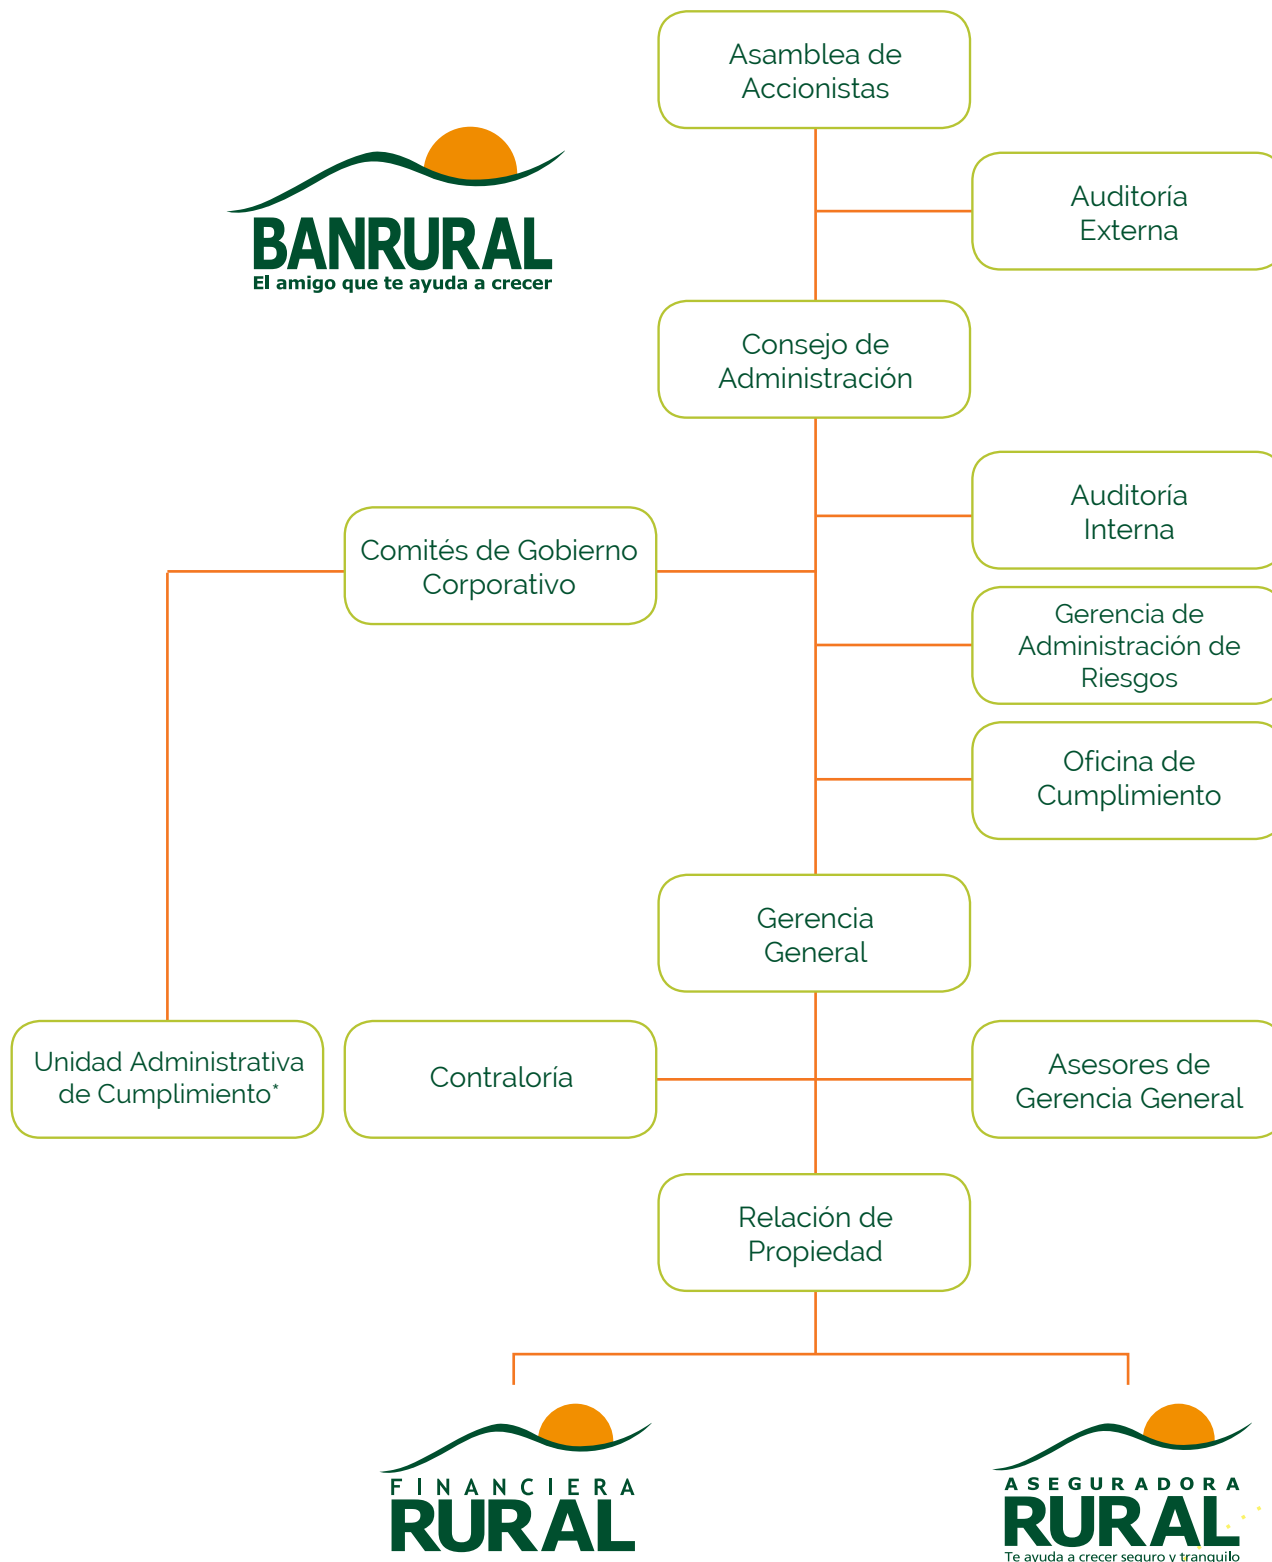 Asamblea de
Accionistas
BANRURAL
El amigo que te ayuda a crecer
Auditoría
Externa
Consejo de
Administración
Auditoría
Interna
Comités de Gobierno
Corporativo
Gerencia de
Administración de
Riesgos
Oficina de
Cumplimiento
Gerencia
General
Unidad Administrativa
de Cumplimiento*
Contraloría
Asesores de
Gerencia General
Relación de
Propiedad
FINANCIERA
RURAL
ASEGURADORA
RURAL
Te ayuda a crecer seguro y tranquilo